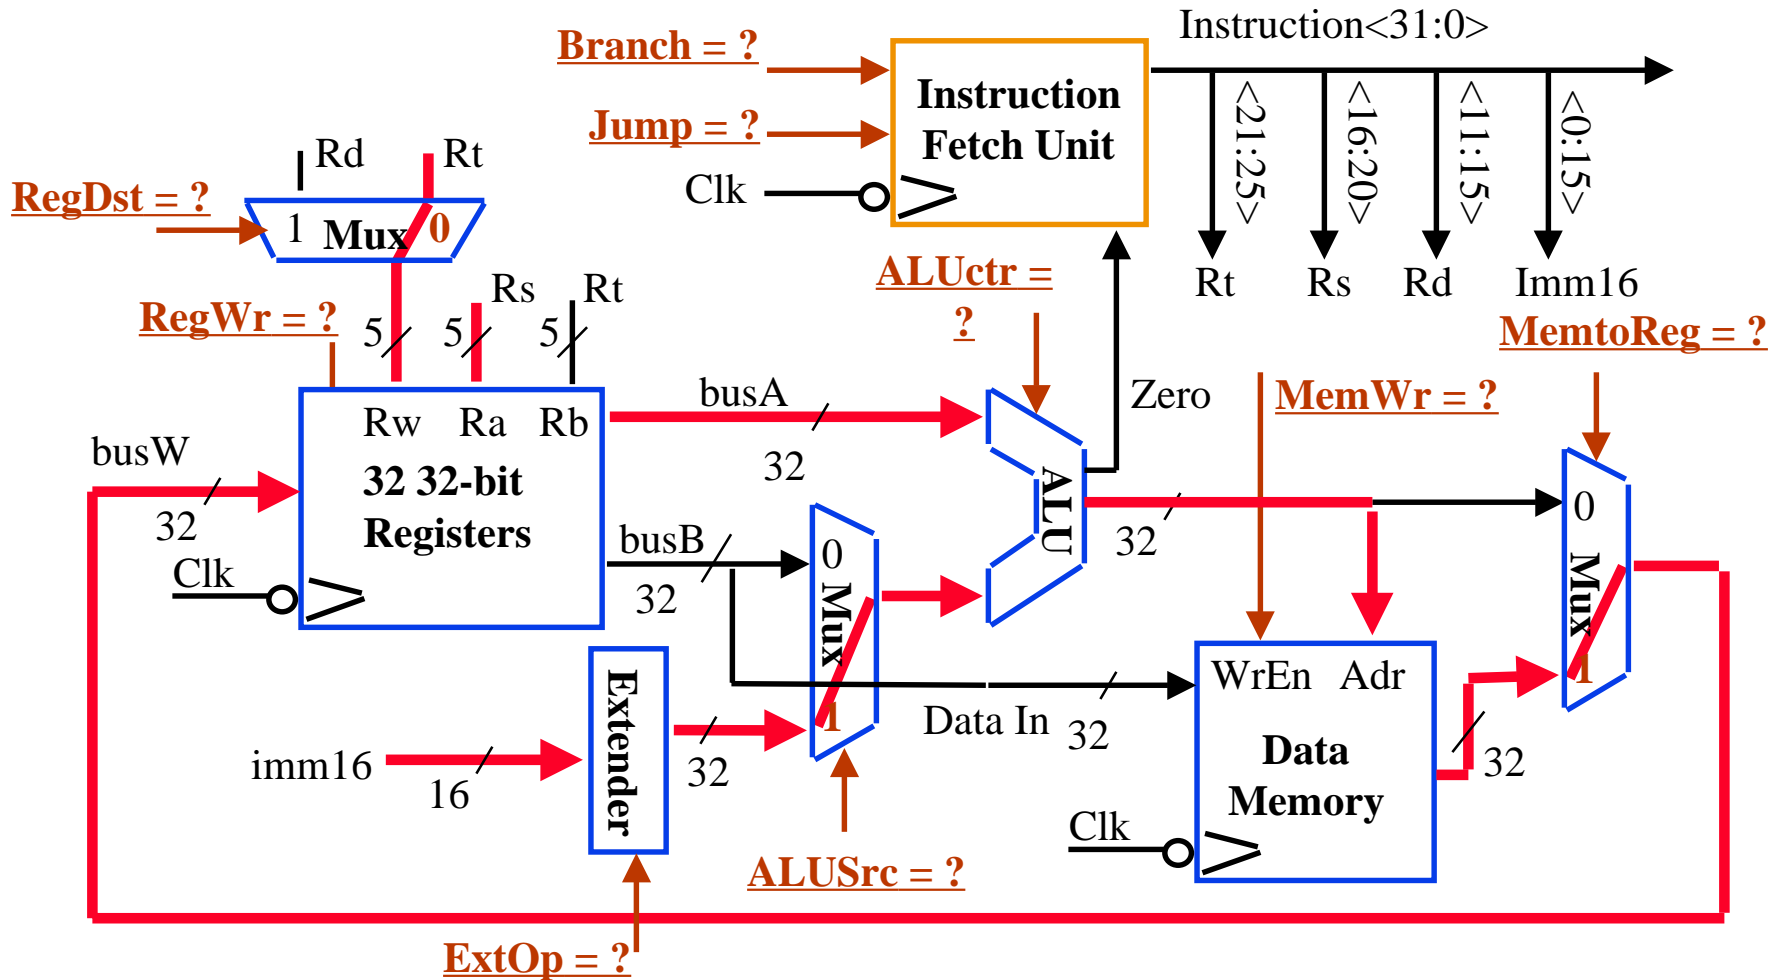 Instruction<31:0>
Branch = ?
Instruction
Fetch Unit
Jump = ?
Clk
<21:25>
<16:20>
<11:15>
<0:15>
Rd
Rt
RegDst = ?
1
Mux
0
Rt
Rs
Rd
Imm16
ALUctr =
?
MemtoReg = ?
Rs
Rt
RegWr = ?
5
5
5
busA
Zero
MemWr = ?
Rw
Ra
Rb
busW
32 32-bit
Registers
32
32
ALU
32
0
Mux
1
Clk
busB
32
0
Mux
1
WrEn
Adr
Data In
32
Data
Memory
32
Extender
imm16
16
32
Clk
ALUSrc = ?
ExtOp = ?